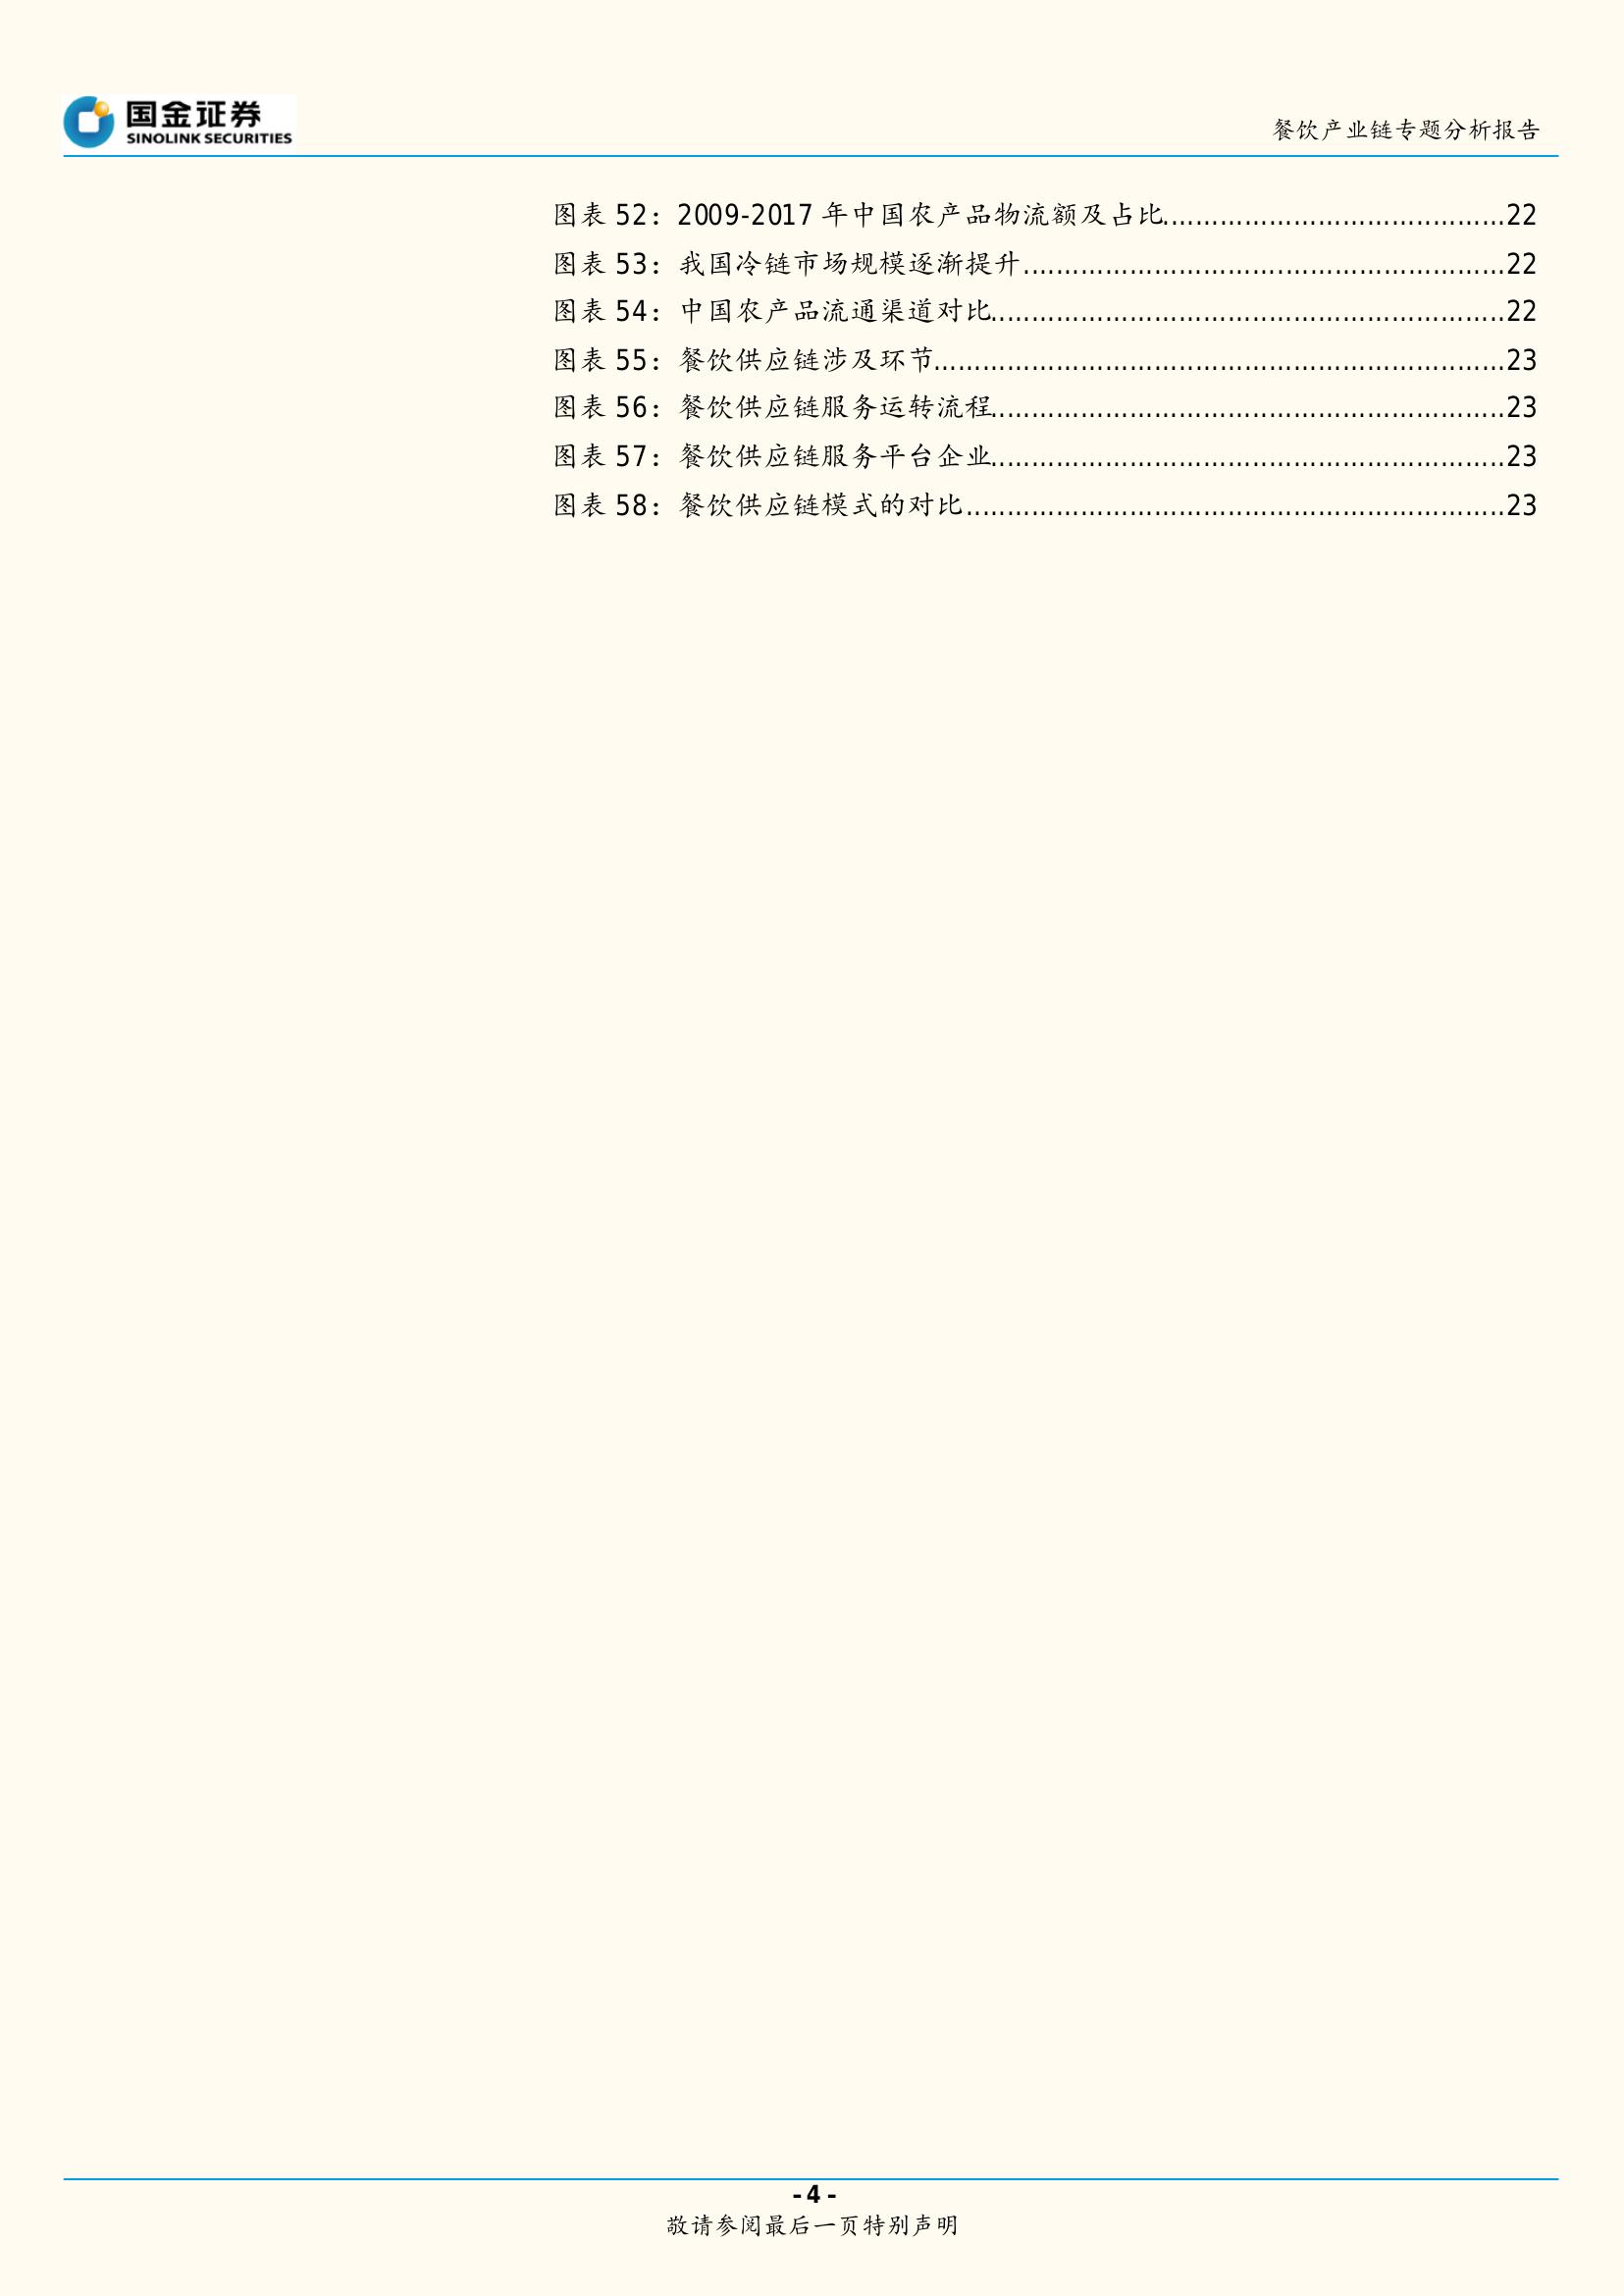 国金证券
SINOLINK SECURITIES
餐饮产业链专题分析报告
图表 52：2009-2017 年中国农产品物流额及占比........................................22
图表 53：我国冷链市场规模逐渐提升........................................22
图表 54：中国农产品流通渠道对比........................................22
图表 55：餐饮供应链涉及环节........................................23
图表 56：餐饮供应链服务运转流程........................................23
图表 57：餐饮供应链服务平台企业........................................23
图表 58：餐饮供应链模式的对比........................................23
- 4 -
敬请参阅最后一页特别声明